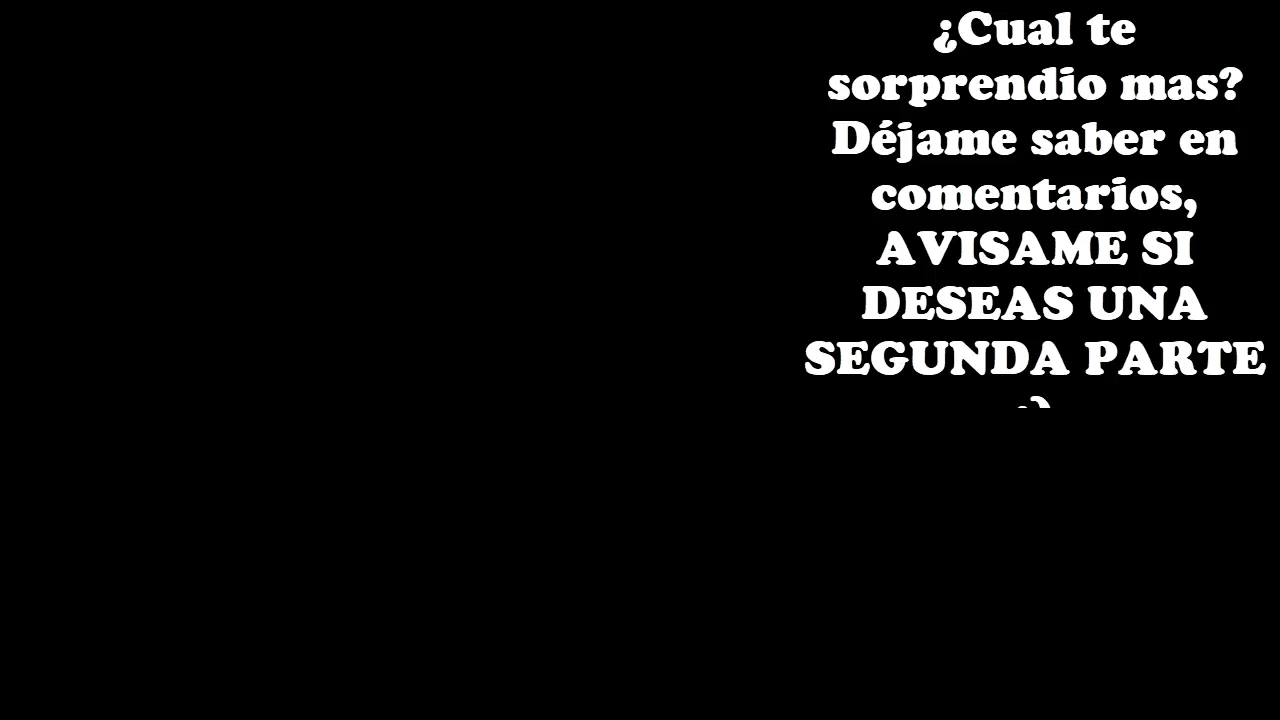 ¿Cual te
sorprendio mas?
Déjame saber en
comentarios,
AVISAME SI
DESEAS UNA
SEGUNDA PARTE